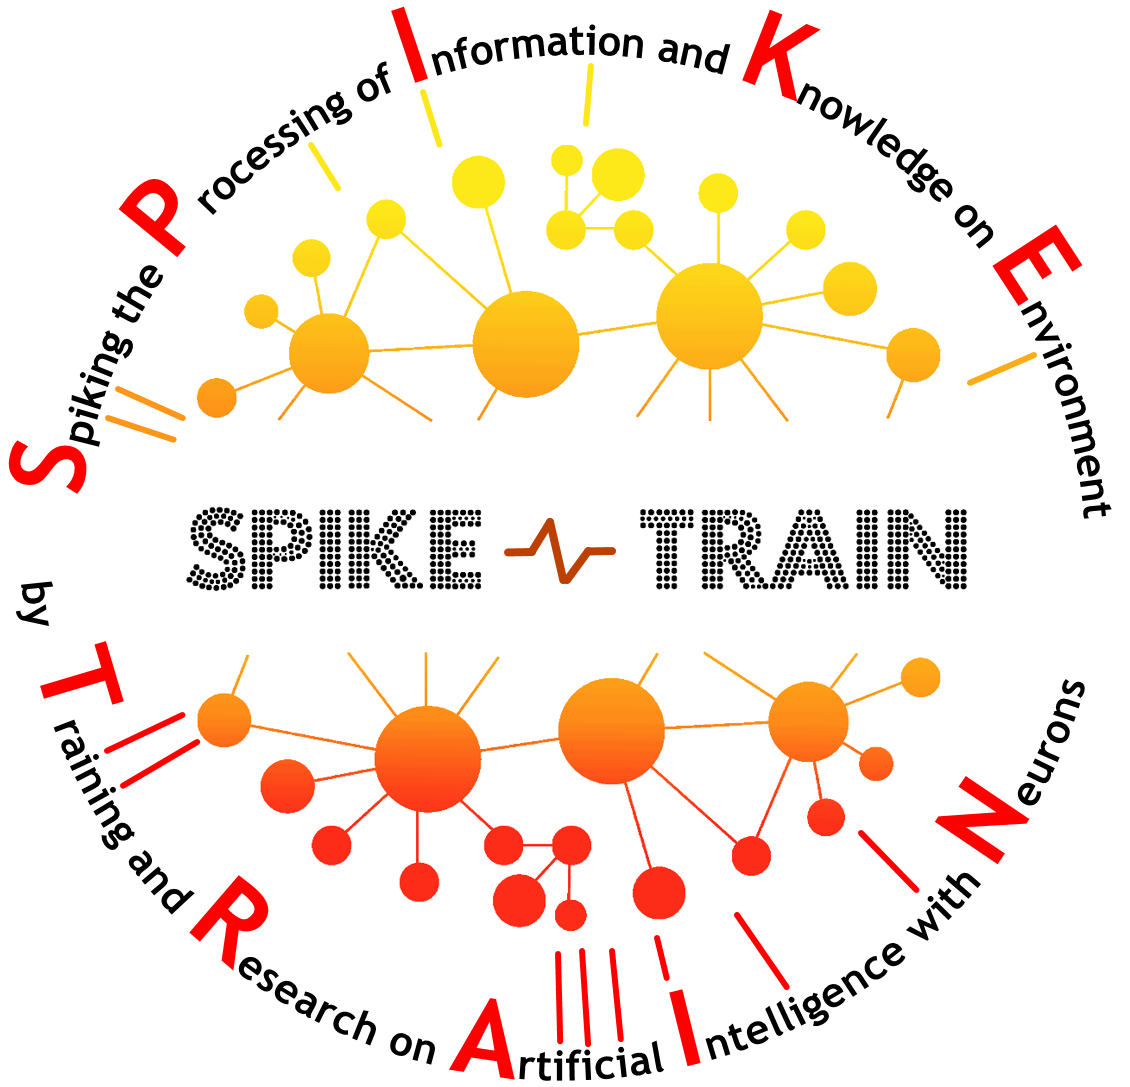 Spiking the Processing of Information and Knowledge on Environment
SPIKE TRAIN
by Training and Research on Artificial Intelligence with Neurons